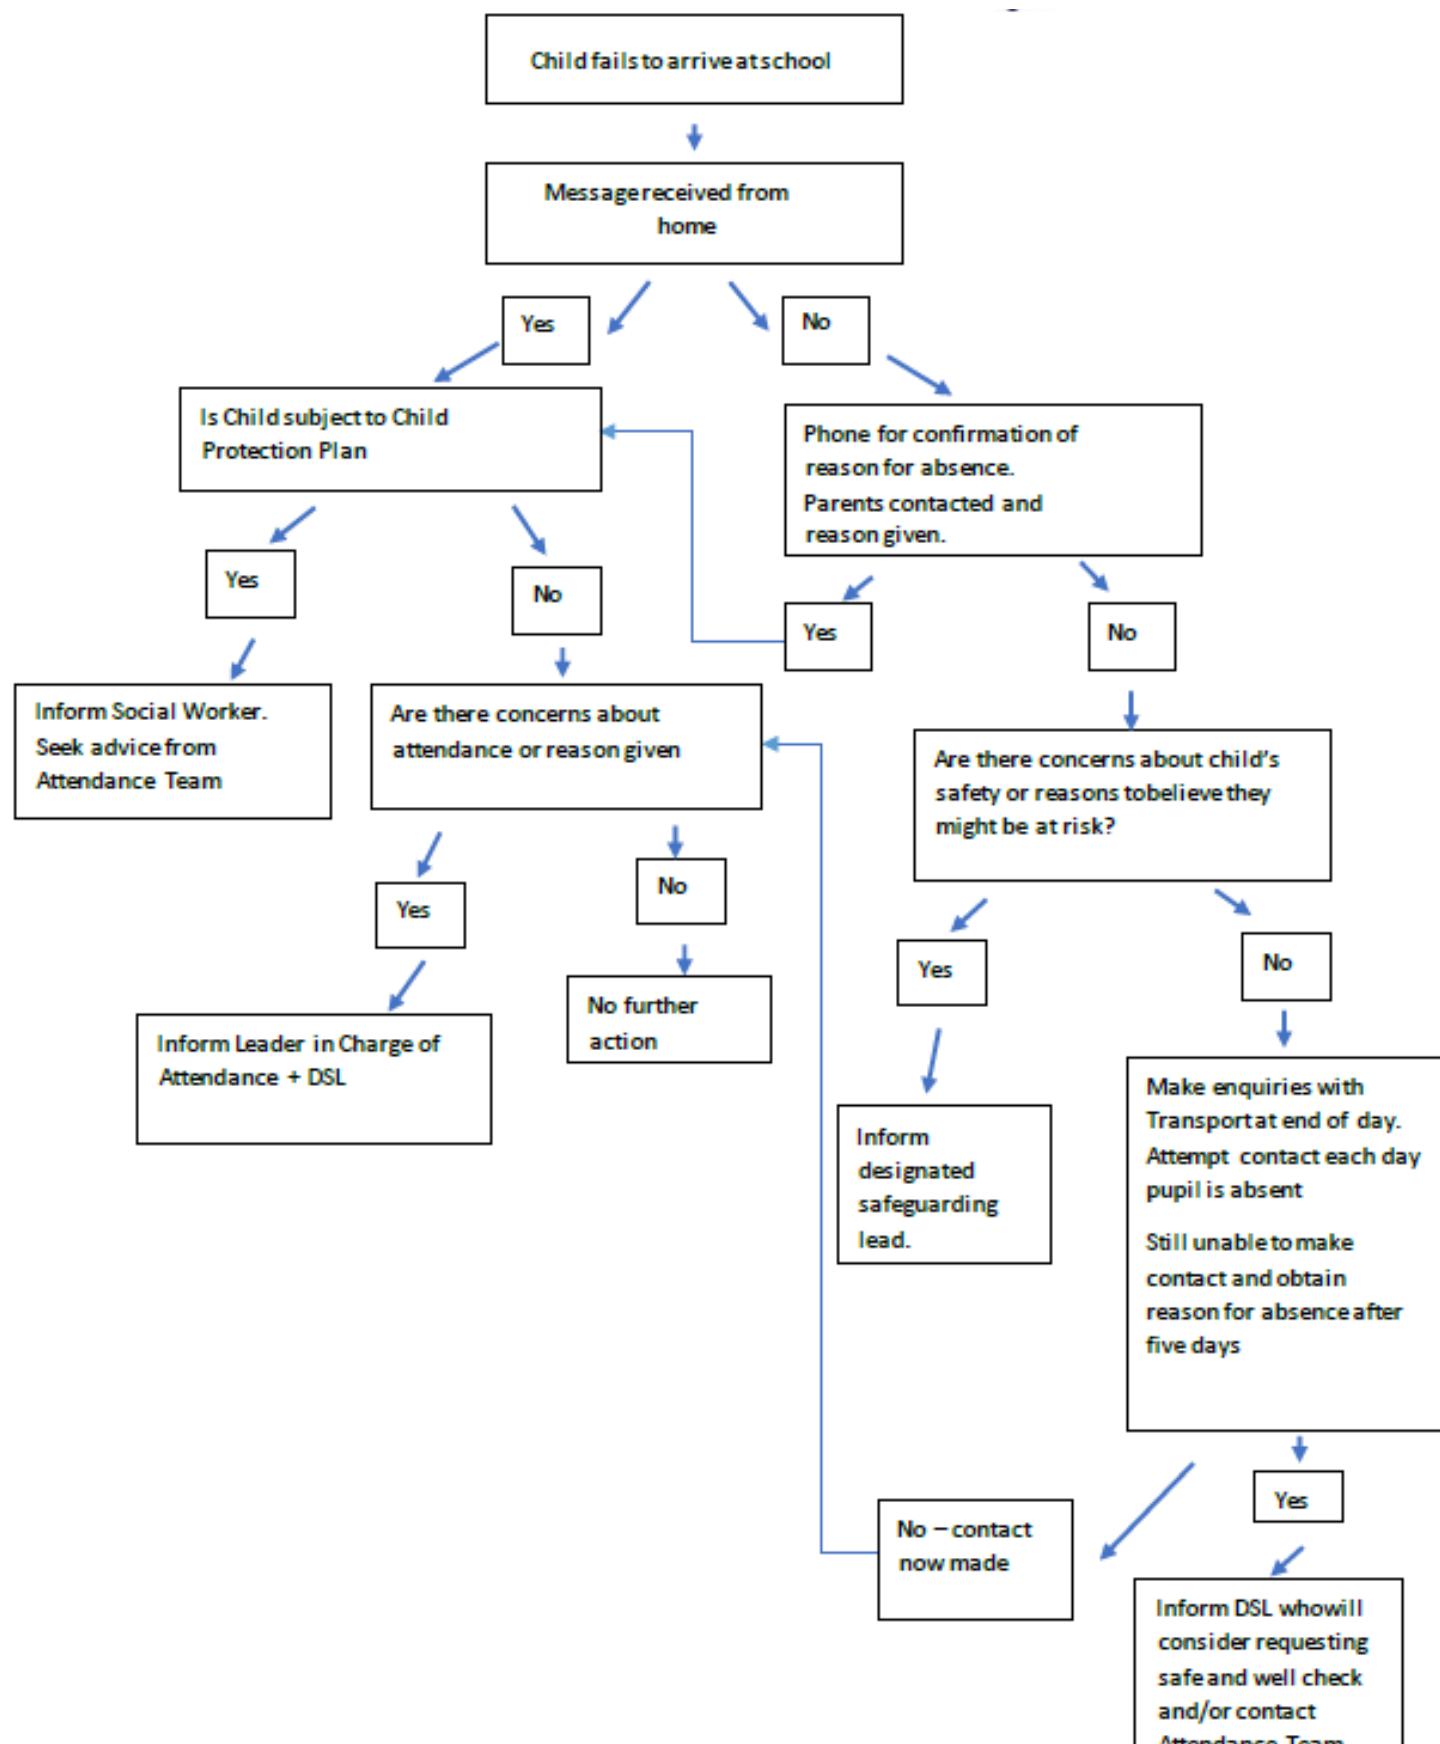 Child fails to arrive at school
Message received from
home
Yes
No
Is Child subject to Child
Protection Plan
Phone for confirmation of
reason for absence.
Parents contacted and
reason given.
Yes
No
Yes
No
Inform Social Worker.
Seek advice from
Attendance Team
Are there concerns about
attendance or reason given
Are there concerns about child's
safety or reasons tobelieve they
might be at risk?
Yes
No
Yes
No
Inform Leader in Charge of
Attendance + DSL
No further
action
Inform
designated
safeguarding
lead.
Make enquiries with
Transport at end of day.
Attempt contact each day
pupil is absent
Still unable to make
contact and obtain
reason for absence after
five days
Yes
No – contact
now made
Inform DSL whowill
consider requesting
safe and well check
and/or contact
Attendance Team